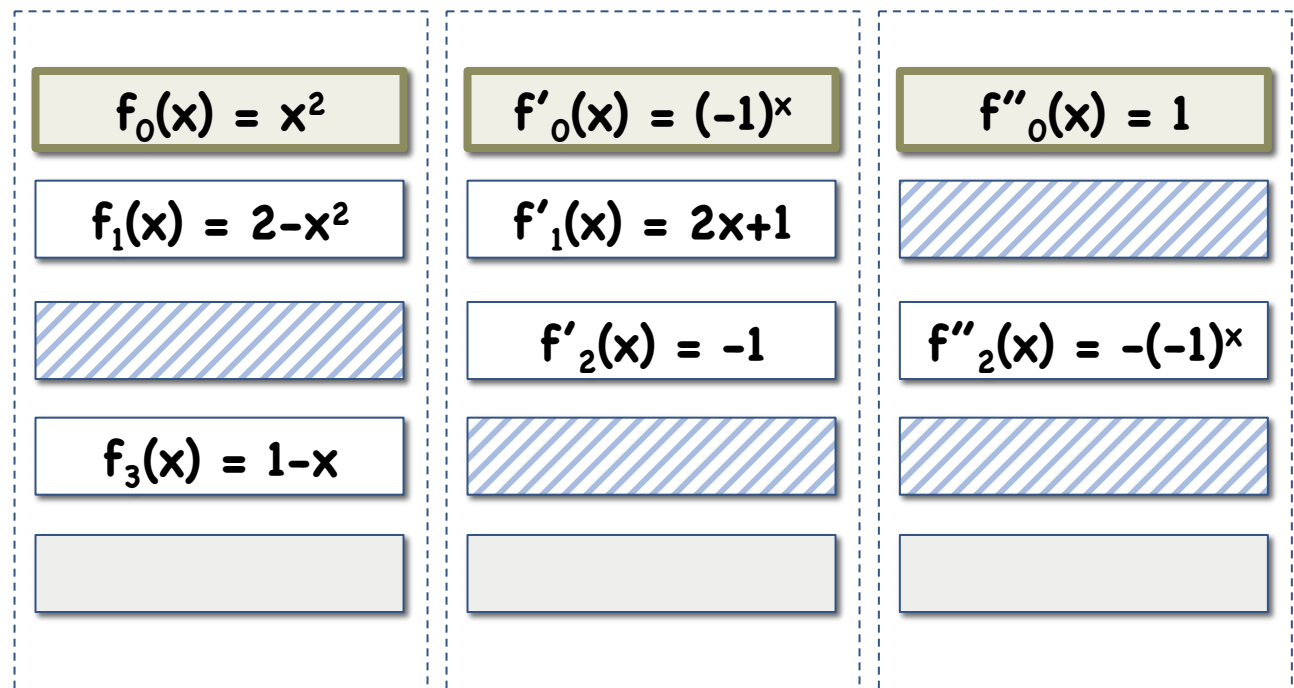 f₀(x) = x²
f₁(x) = 2-x²
f₃(x) = 1-x
f′₀(x) = (-1)ˣ
f′₁(x) = 2x+1
f′₂(x) = -1
f″₀(x) = 1
f″₂(x) = -(-1)ˣ